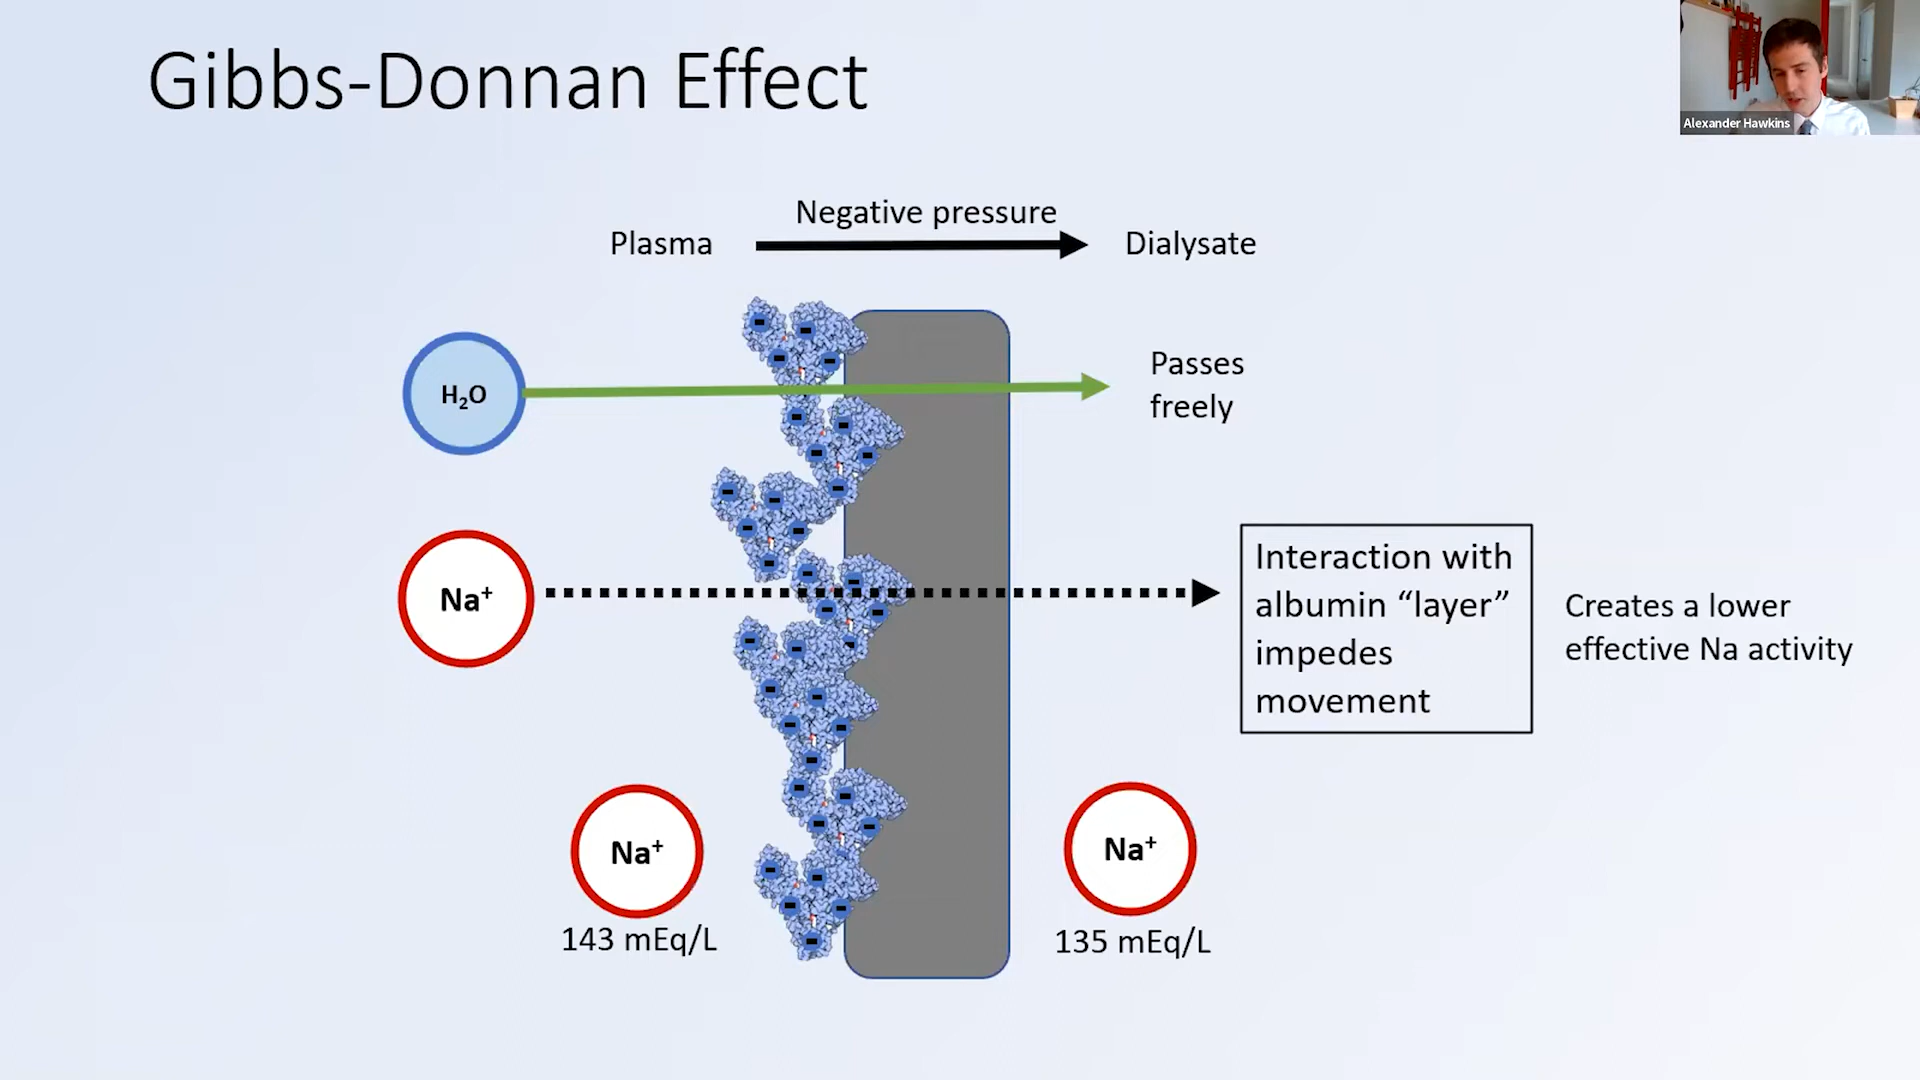 Gibbs-Donnan Effect
Alexander Hawkins
Negative pressure
Plasma
Dialysate
H₂O
Passes
freely
Na⁺
Interaction with
albumin “layer”
impedes
movement
Creates a lower
effective Na activity
Na⁺
143 mEq/L
Na⁺
135 mEq/L